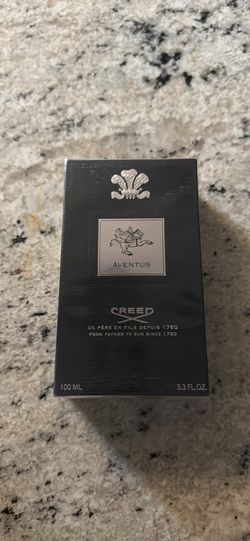 AVENTUS
CREED
DE PÈRE EN FILS DEPUIS 1760
FROM FATHER TO SON SINCE 1760
100 ML 3.3 FL.OZ.